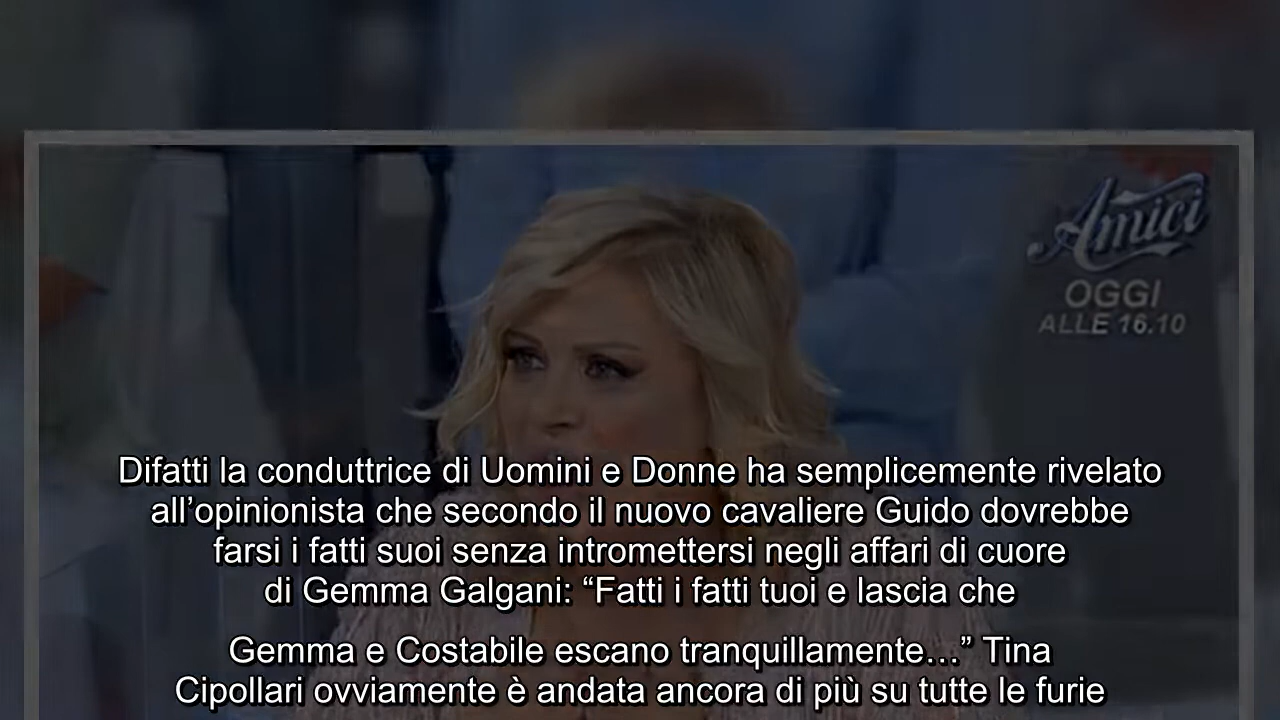 Amici
OGGI
ALLE 16.10
Difatti la conduttrice di Uomini e Donne ha semplicemente rivelato
all’opinionista che secondo il nuovo cavaliere Guido dovrebbe
farsi i fatti suoi senza intromettersi negli affari di cuore
di Gemma Galgani: “Fatti i fatti tuoi e lascia che
Gemma e Costabile escano tranquillamente…” Tina
Cipollari ovviamente è andata ancora di più su tutte le furie